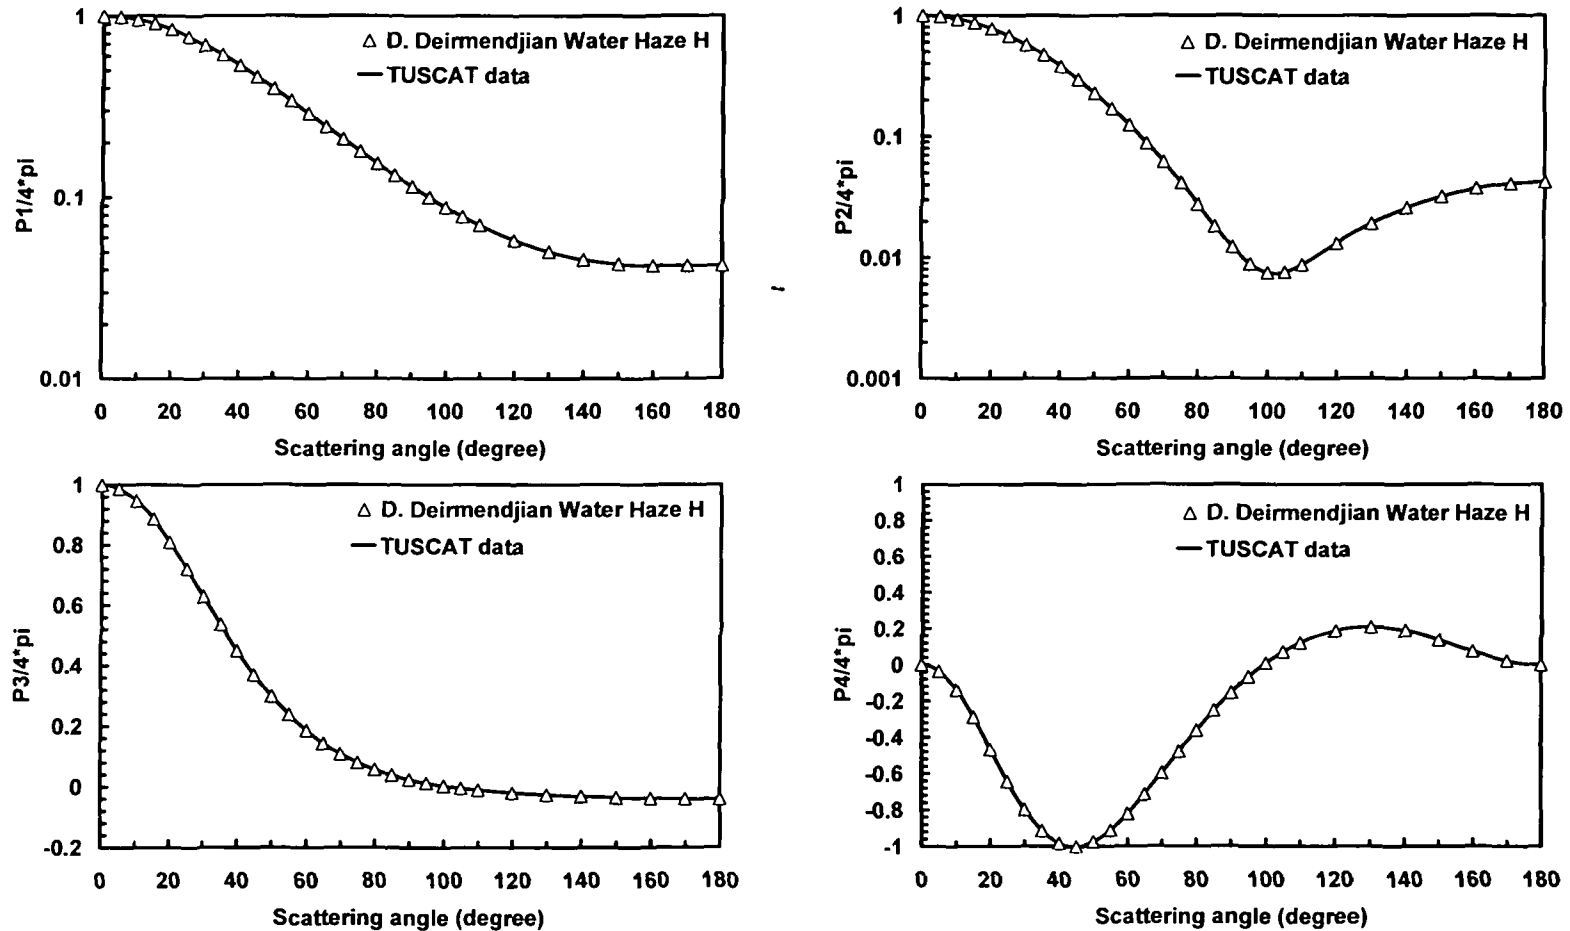 1
0.1
0.01
P1/4*pi
D. Deirmendjian Water Haze H
TUSCAT data
0 20 40 60 80 100 120 140 160 180
Scattering angle (degree)
1
0.1
0.01
0.001
P2/4*pi
D. Deirmendjian Water Haze H
TUSCAT data
0 20 40 60 80 100 120 140 160 180
Scattering angle (degree)
1
0.8
0.6
0.4
0.2
0
-0.2
P3/4*pi
D. Deirmendjian Water Haze H
TUSCAT data
0 20 40 60 80 100 120 140 160 180
Scattering angle (degree)
1
0.8
0.6
0.4
0.2
0
-0.2
-0.4
-0.6
-0.8
-1
P4/4*pi
D. Deirmendjian Water Haze H
TUSCAT data
0 20 40 60 80 100 120 140 160 180
Scattering angle (degree)